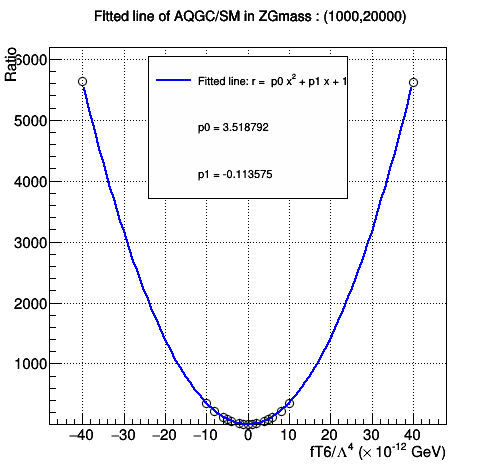 FItted line of AQGC/SM in ZGmass : (1000,20000)
Ratio
6000
5000
4000
3000
2000
1000
Fitted line: r = p0 x² + p1 x + 1
p0 = 3.518792
p1 = -0.113575
−40 −30 −20 −10 0 10 20 30 40
fT6/Λ⁴ (× 10⁻¹² GeV)